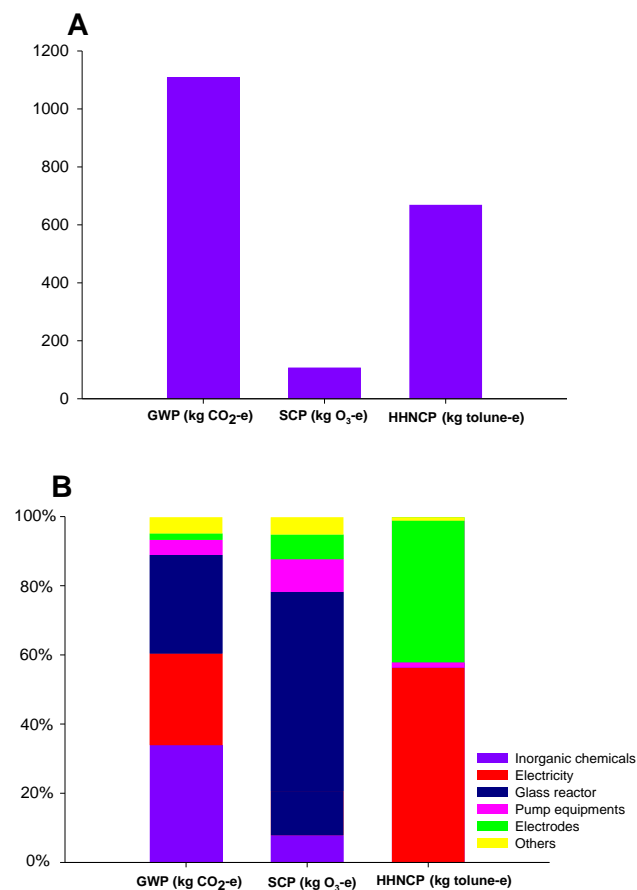 A
1200
1000
800
600
400
200
0
GWP (kg CO₂-e) SCP (kg O₃-e) HHNCP (kg tolune-e)
B
100%
80%
60%
40%
20%
0%
Inorganic chemicals
Electricity
Glass reactor
Pump equipments
Electrodes
Others
GWP (kg CO₂-e) SCP (kg O₃-e) HHNCP (kg tolune-e)